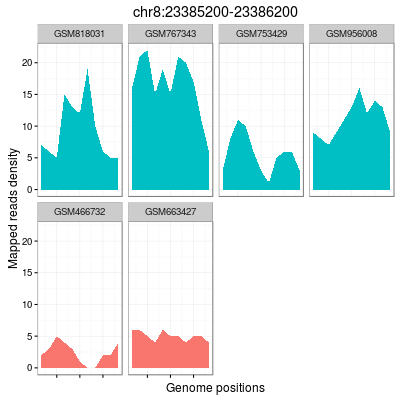 chr8:23385200-23386200
GSM818031 GSM767343 GSM753429 GSM956008
20
15
10
5
0
Mapped reads density
GSM466732 GSM663427
20
15
10
5
0
Genome positions